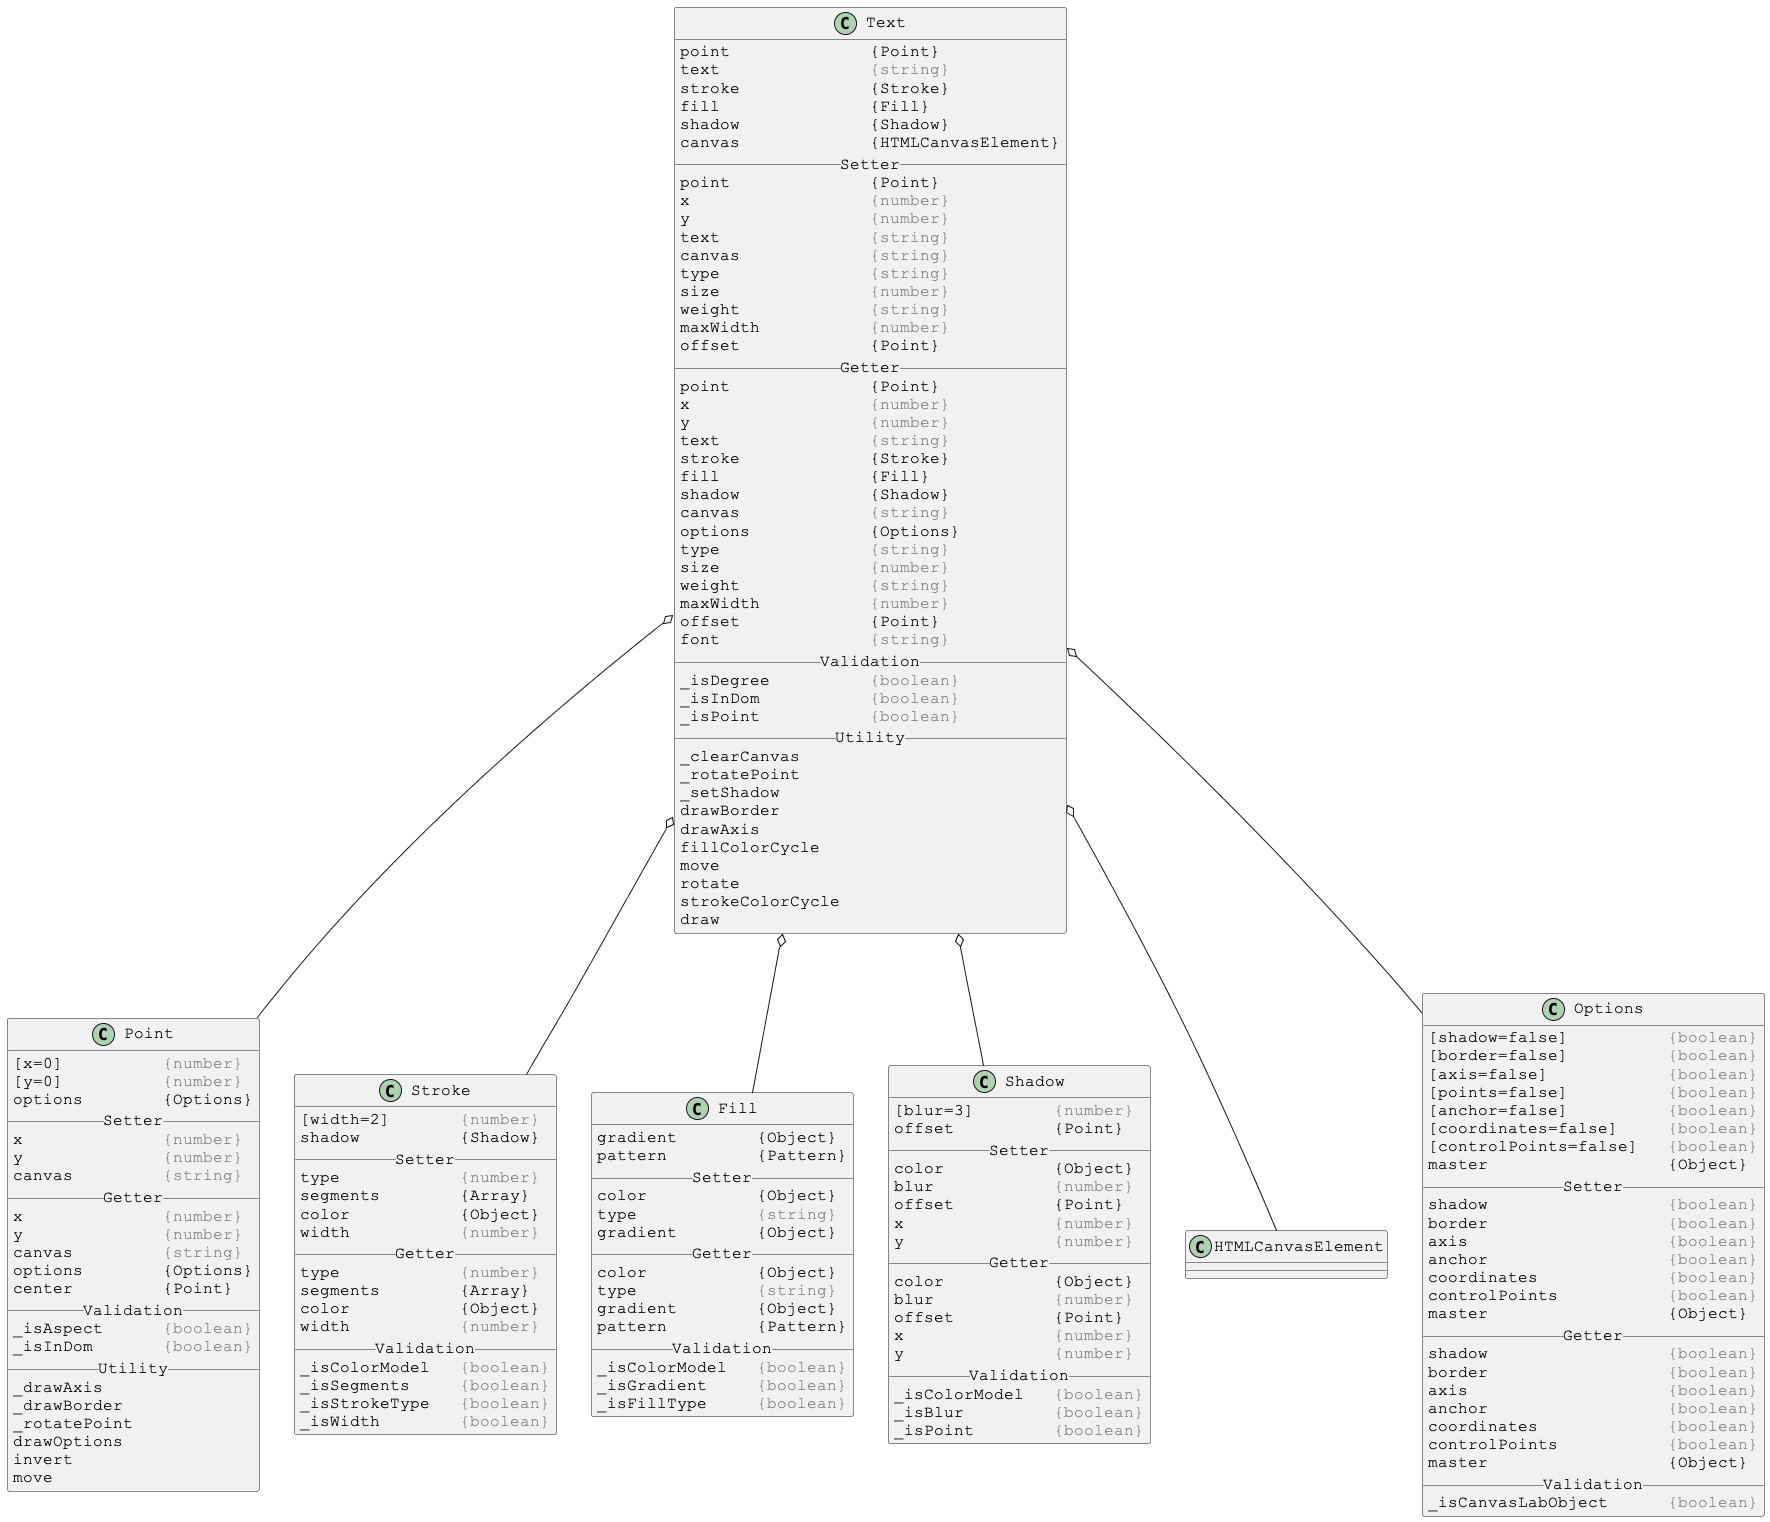 C Text
point {Point}
text {string}
stroke {Stroke}
fill {Fill}
shadow {Shadow}
canvas {HTMLCanvasElement}
Setter
point {Point}
x {number}
y {number}
text {string}
canvas {string}
type {string}
size {number}
weight {string}
maxWidth {number}
offset {Point}
Getter
point {Point}
x {number}
y {number}
text {string}
stroke {Stroke}
fill {Fill}
shadow {Shadow}
canvas {string}
options {Options}
type {string}
size {number}
weight {string}
maxWidth {number}
offset {Point}
font {string}
Validation
_isDegree {boolean}
_isInDom {boolean}
_isPoint {boolean}
Utility
_clearCanvas
_rotatePoint
_setShadow
drawBorder
drawAxis
fillColorCycle
move
rotate
strokeColorCycle
draw
C Point
[x=0] {number}
[y=0] {number}
options {Options}
Setter
x {number}
y {number}
canvas {string}
Getter
x {number}
y {number}
canvas {string}
options {Options}
center {Point}
Validation
_isAspect {boolean}
_isInDom {boolean}
Utility
_drawAxis
_drawBorder
_rotatePoint
drawOptions
invert
move
C Stroke
[width=2] {number}
shadow {Shadow}
Setter
type {number}
segments {Array}
color {Object}
width {number}
Getter
type {number}
segments {Array}
color {Object}
width {number}
Validation
_isColorModel {boolean}
_isSegments {boolean}
_isStrokeType {boolean}
_isWidth {boolean}
C Fill
gradient {Object}
pattern {Pattern}
Setter
color {Object}
type {string}
gradient {Object}
Getter
color {Object}
type {string}
gradient {Object}
pattern {Pattern}
Validation
_isColorModel {boolean}
_isGradient {boolean}
_isFillType {boolean}
C Shadow
[blur=3] {number}
offset {Point}
Setter
color {Object}
blur {number}
offset {Point}
x {number}
y {number}
Getter
color {Object}
blur {number}
offset {Point}
x {number}
y {number}
Validation
_isColorModel {boolean}
_isBlur {boolean}
_isPoint {boolean}
C HTMLCanvasElement
C Options
[shadow=false] {boolean}
[border=false] {boolean}
[axis=false] {boolean}
[points=false] {boolean}
[anchor=false] {boolean}
[coordinates=false] {boolean}
[controlPoints=false] {boolean}
master {Object}
Setter
shadow {boolean}
border {boolean}
axis {boolean}
anchor {boolean}
coordinates {boolean}
controlPoints {boolean}
master {Object}
Getter
shadow {boolean}
border {boolean}
axis {boolean}
anchor {boolean}
coordinates {boolean}
controlPoints {boolean}
master {Object}
Validation
_isCanvasLabObject {boolean}